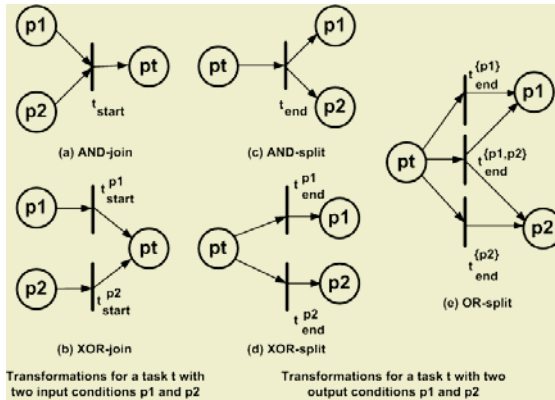 p1
pt
p2
t start
(a) AND-join
pt
p1
p2
t end
(c) AND-split
p1
t p1 start
pt
p2
t p2 start
(b) XOR-join
pt
t p1 end
p1
p2
t p2 end
(d) XOR-split
t {p1} end
p1
pt
t {p1,p2} end
p2
t {p2} end
(e) OR-split
Transformations for a task t with
two input conditions p1 and p2
Transformations for a task t with two
output conditions p1 and p2